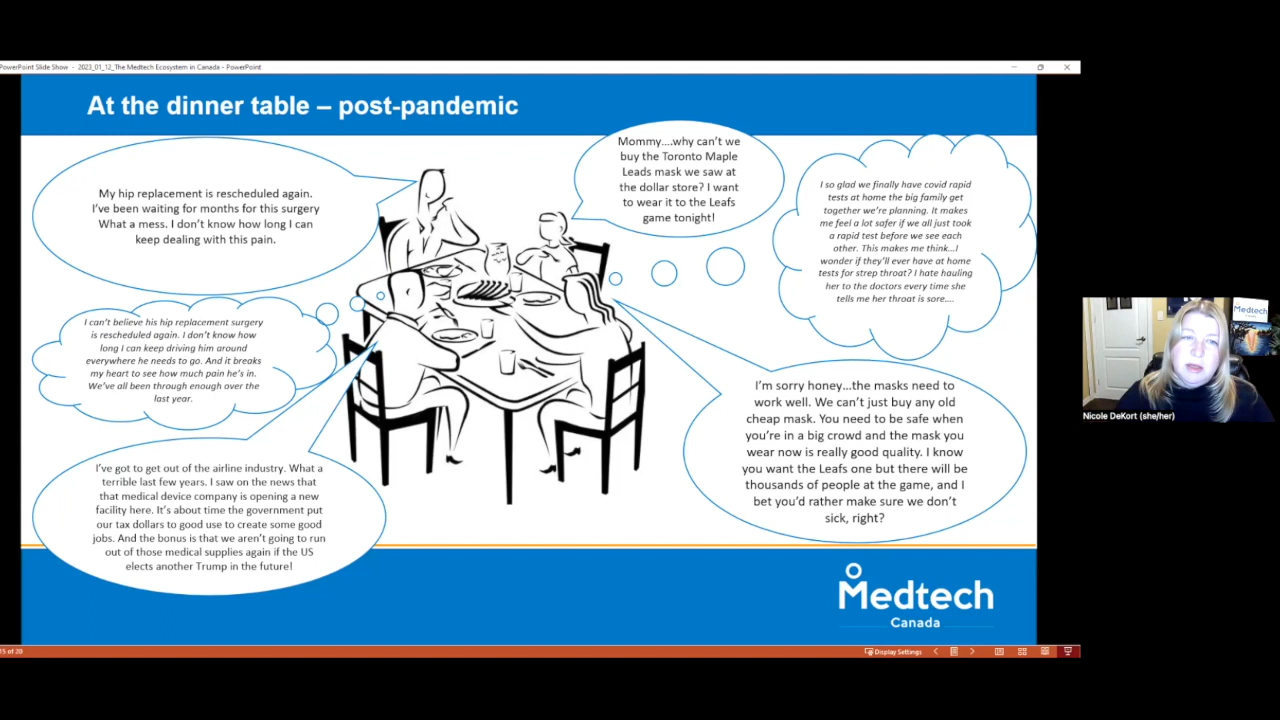 PowerPoint Slide Show - 2023_01_12_The Medtech Ecosystem in Canada - PowerPoint
At the dinner table – post-pandemic
My hip replacement is rescheduled again.
I've been waiting for months for this surgery
What a mess. I don't know how long I can
keep dealing with this pain.
Mommy....why can't we
buy the Toronto Maple
Leads mask we saw at
the dollar store? I want
to wear it to the Leafs
game tonight!
I so glad we finally have covid rapid
tests at home the big family get
together we're planning. It makes
me feel a lot safer if we all just took
a rapid test before we see each
other. This makes me think...I
wonder if they'll ever have at home
tests for strep throat? I hate hauling
her to the doctors every time she
tells me her throat is sore....
I can't believe his hip replacement surgery
is rescheduled again. I don't know how
long I can keep driving him around
everywhere he needs to go. And it breaks
my heart to see how much pain he's in.
We've all been through enough over the
last year.
I'm sorry honey...the masks need to
work well. We can't just buy any old
cheap mask. You need to be safe when
you're in a big crowd and the mask you
wear now is really good quality. I know
you want the Leafs one but there will be
thousands of people at the game, and I
bet you'd rather make sure we don't
sick, right?
I've got to get out of the airline industry. What a
terrible last few years. I saw on the news that
that medical device company is opening a new
facility here. It's about time the government put
our tax dollars to good use to create some good
jobs. And the bonus is that we aren't going to run
out of those medical supplies again if the US
elects another Trump in the future!
Medtech
Canada
Medtech
Nicole DeKort (she/her)
15 of 20
Display Settings